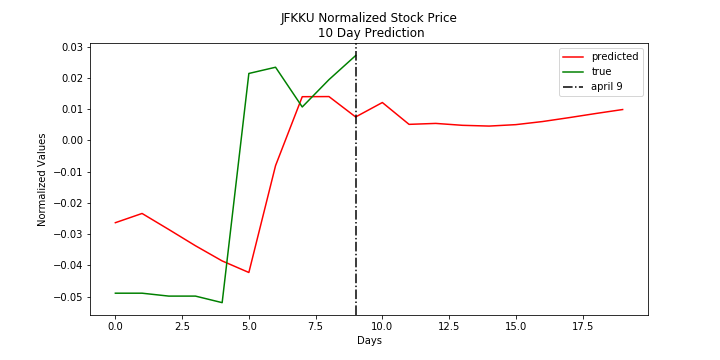 JFKKU Normalized Stock Price
10 Day Prediction
0.03
0.02
0.01
0.00
−0.01
−0.02
−0.03
−0.04
−0.05
Normalized Values
predicted
true
april 9
0.0
2.5
5.0
7.5
10.0
12.5
15.0
17.5
Days